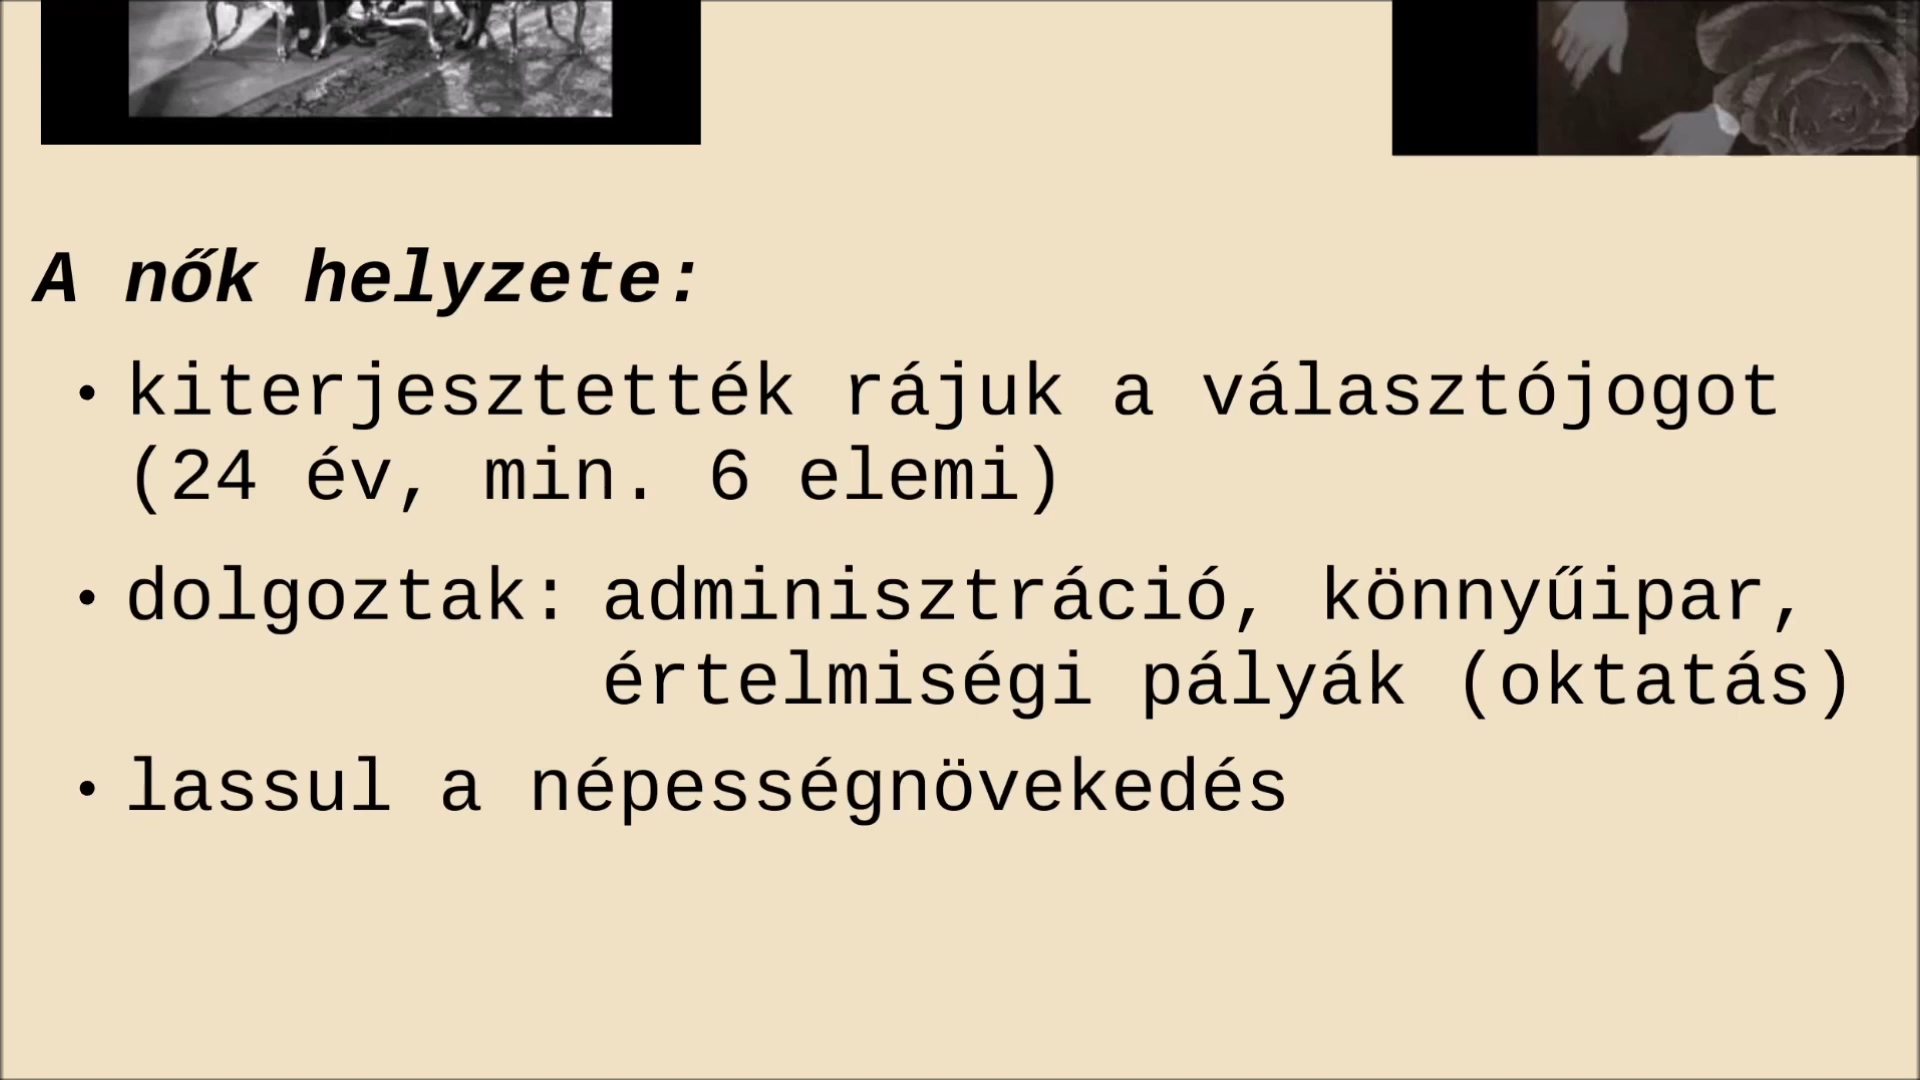 A nők helyzete:
• kiterjesztették rájuk a választójogot
(24 év, min. 6 elemi)
• dolgoztak: adminisztráció, könnyűipar,
értelmiségi pályák (oktatás)
• lassul a népességnövekedés